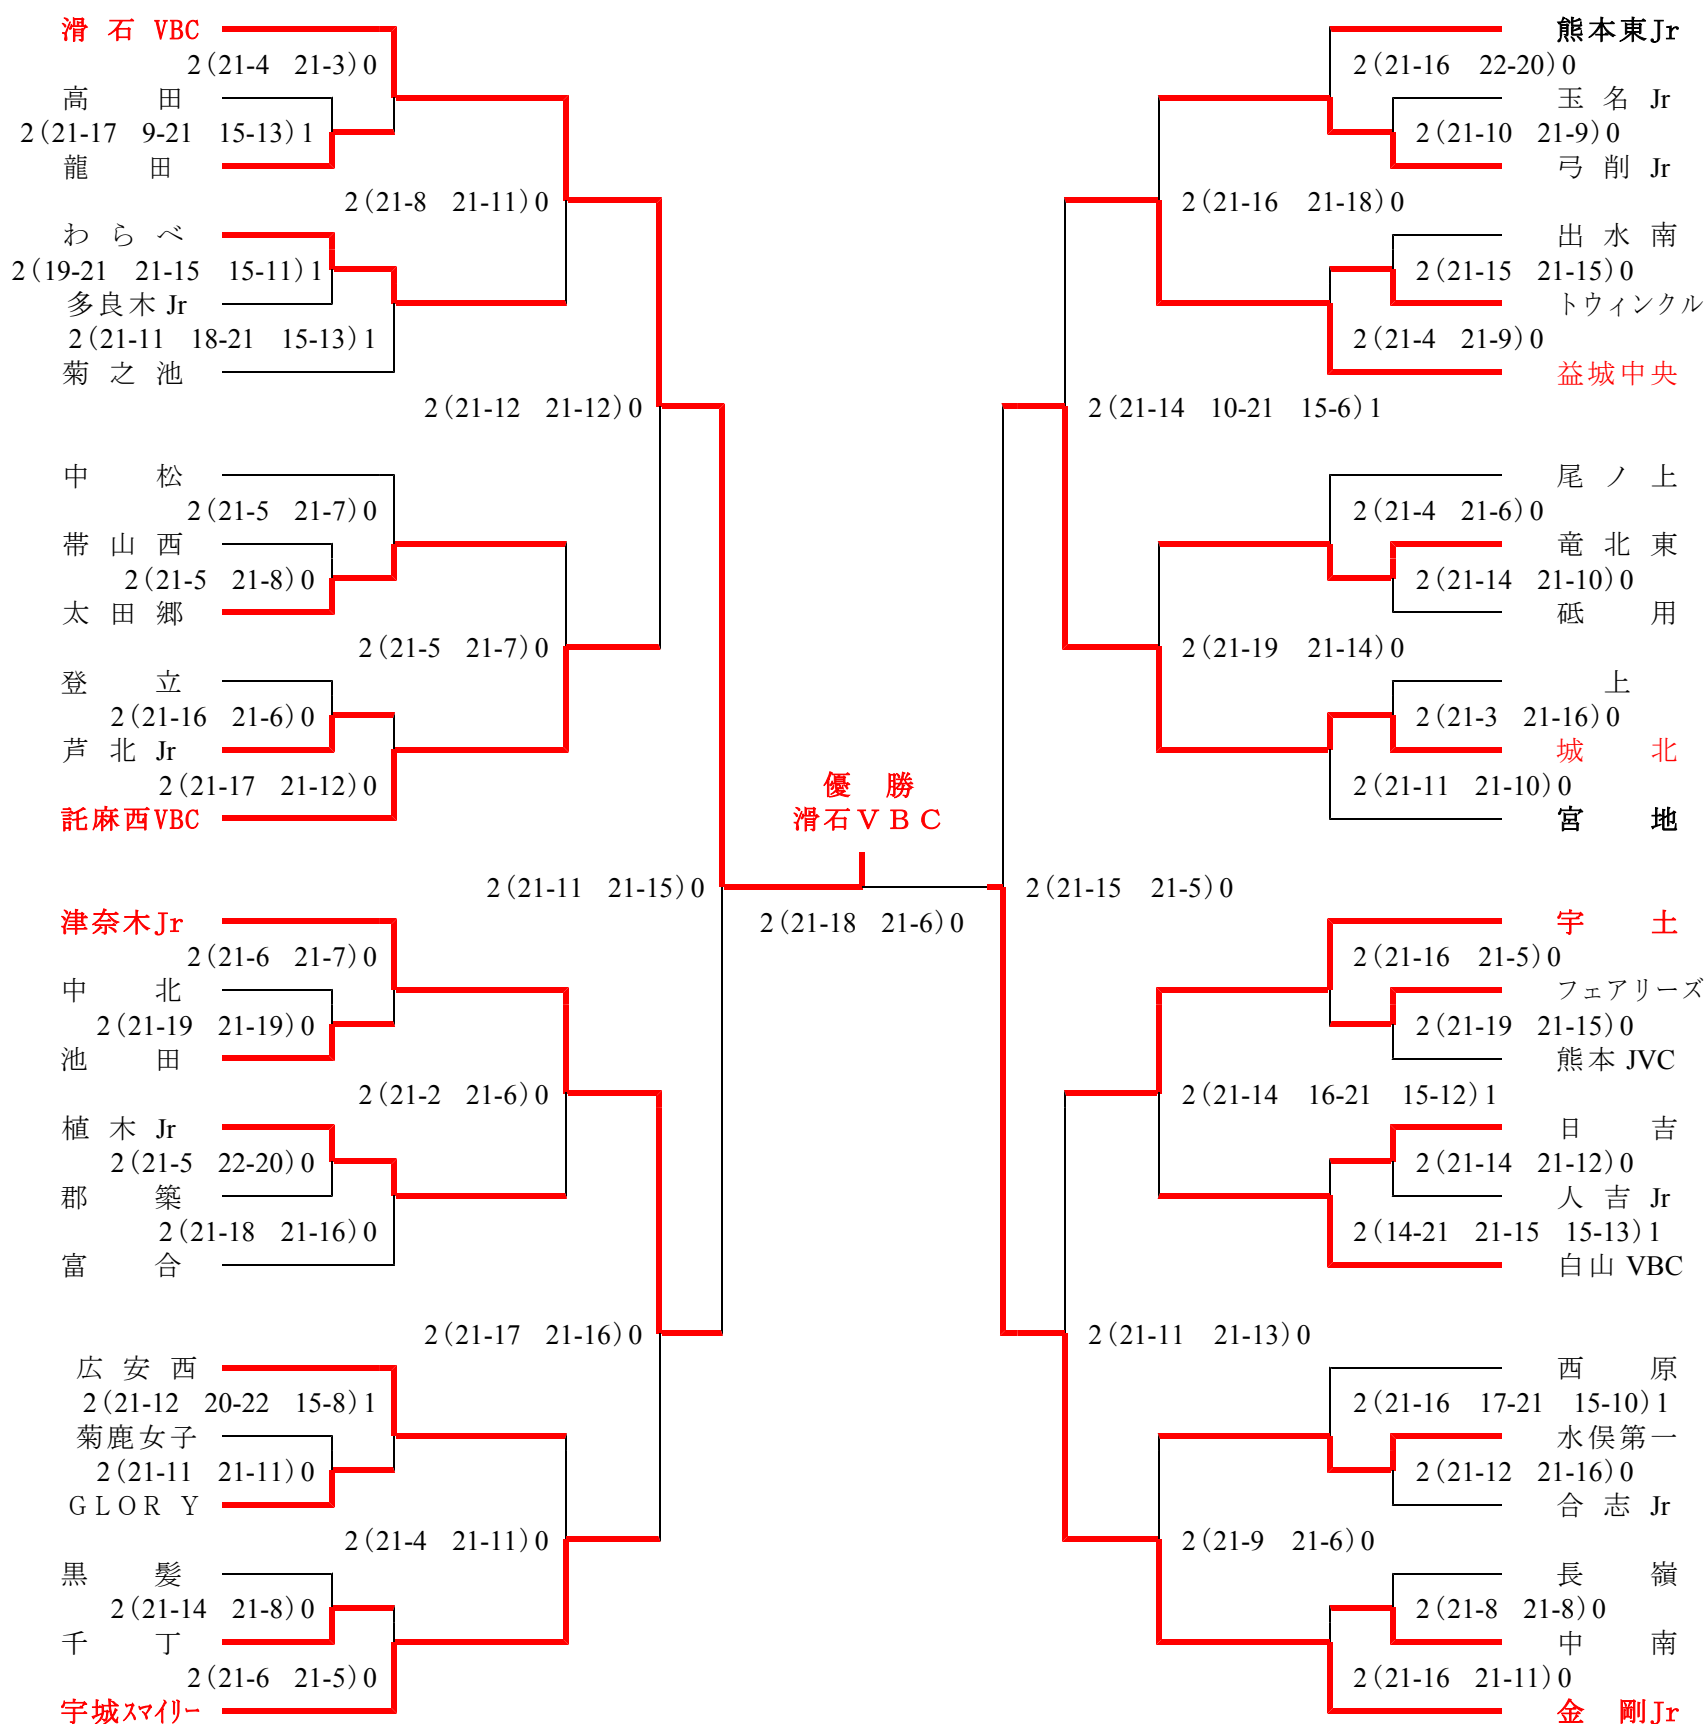 滑石 VBC
2(21-4 21-3)0
高田
2(21-17 9-21 15-13)1
龍田
2(21-8 21-11)0
わらべ
2(19-21 21-15 15-11)1
多良木 Jr
2(21-11 18-21 15-13)1
菊之池
2(21-12 21-12)0
中松
2(21-5 21-7)0
帯山西
2(21-5 21-8)0
太田郷
2(21-5 21-7)0
登立
2(21-16 21-6)0
芦北 Jr
2(21-17 21-12)0
託麻西VBC
2(21-11 21-15)0
津奈木Jr
2(21-6 21-7)0
中北
2(21-19 21-19)0
池田
2(21-2 21-6)0
植木 Jr
2(21-5 22-20)0
郡築
2(21-18 21-16)0
富合
2(21-17 21-16)0
広安西
2(21-12 20-22 15-8)1
菊鹿女子
2(21-11 21-11)0
GLORY
2(21-4 21-11)0
黒髪
2(21-14 21-8)0
千丁
2(21-6 21-5)0
宇城スマイリー
優勝
滑石VBC
2(21-18 21-6)0
熊本東Jr
2(21-16 22-20)0
玉名 Jr
2(21-10 21-9)0
弓削 Jr
2(21-16 21-18)0
出水南
2(21-15 21-15)0
トウィンクル
2(21-4 21-9)0
益城中央
2(21-14 10-21 15-6)1
尾ノ上
2(21-4 21-6)0
竜北東
2(21-14 21-10)0
砥用
2(21-19 21-14)0
上
2(21-3 21-16)0
城北
2(21-11 21-10)0
宮地
2(21-15 21-5)0
宇土
2(21-16 21-5)0
フェアリーズ
2(21-19 21-15)0
熊本 JVC
2(21-14 16-21 15-12)1
日吉
2(21-14 21-12)0
人吉 Jr
2(14-21 21-15 15-13)1
白山 VBC
2(21-11 21-13)0
西原
2(21-16 17-21 15-10)1
水俣第一
2(21-12 21-16)0
合志 Jr
2(21-9 21-6)0
長嶺
2(21-8 21-8)0
中南
2(21-16 21-11)0
金剛Jr